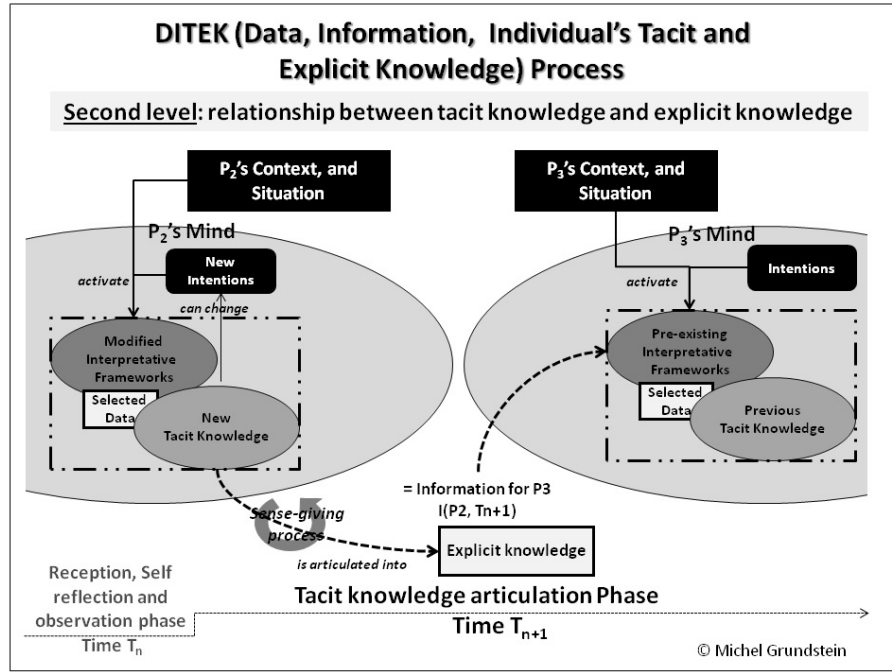 DITEK (Data, Information, Individual's Tacit and
Explicit Knowledge) Process
Second level: relationship between tacit knowledge and explicit knowledge
P2's Context, and
Situation
P3's Context, and
Situation
P2's Mind
P3's Mind
New
Intentions
Intentions
activate
activate
can change
Modified
Interpretative
Frameworks
Selected
Data
New
Tacit Knowledge
Pre-existing
Interpretative
Frameworks
Selected
Data
Previous
Tacit Knowledge
= Information for P3
I(P2, Tn+1)
Sense-giving
process
is articulated into
Explicit knowledge
Reception, Self
reflection and
observation phase
Time Tn
Tacit knowledge articulation Phase
Time Tn+1
© Michel Grundstein